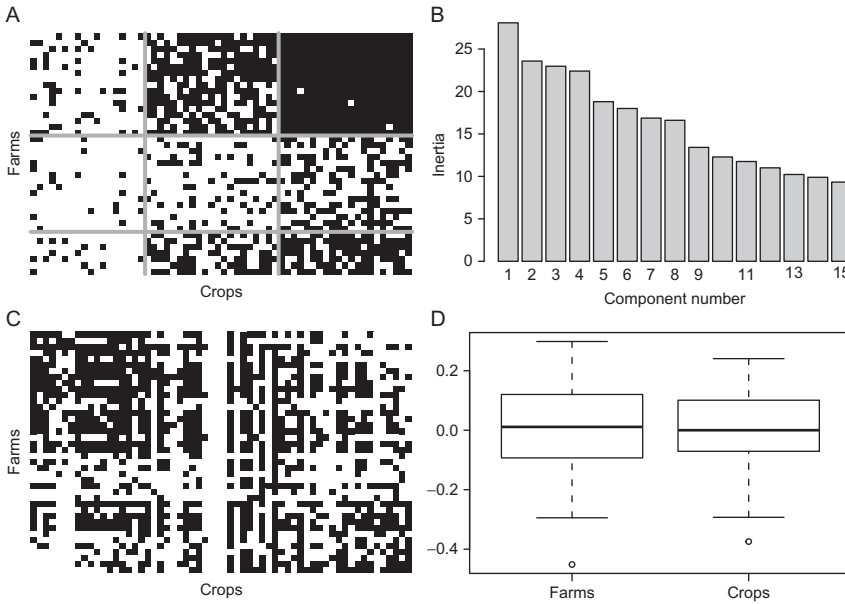 A
Farms
Crops
B
Inertia
25
20
15
10
5
0
1 2 3 4 5 6 7 8 9 11 13 15
Component number
C
Farms
Crops
D
0.2
0.0
−0.2
−0.4
Farms Crops